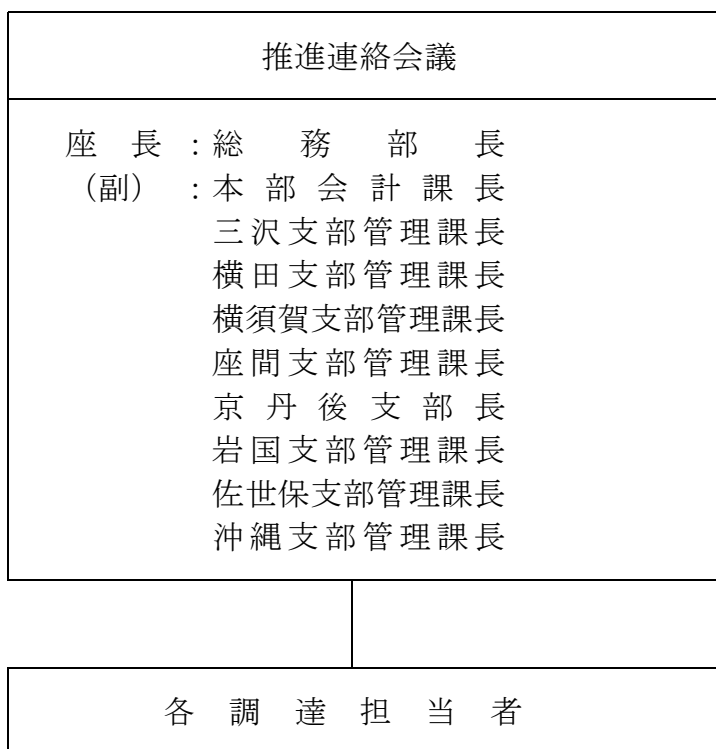 推進連絡会議
座長：総務部長
（副）：本部会計課長
三沢支部管理課長
横田支部管理課長
横須賀支部管理課長
座間支部管理課長
京丹後支部長
岩国支部管理課長
佐世保支部管理課長
沖縄支部管理課長
各調達担当者